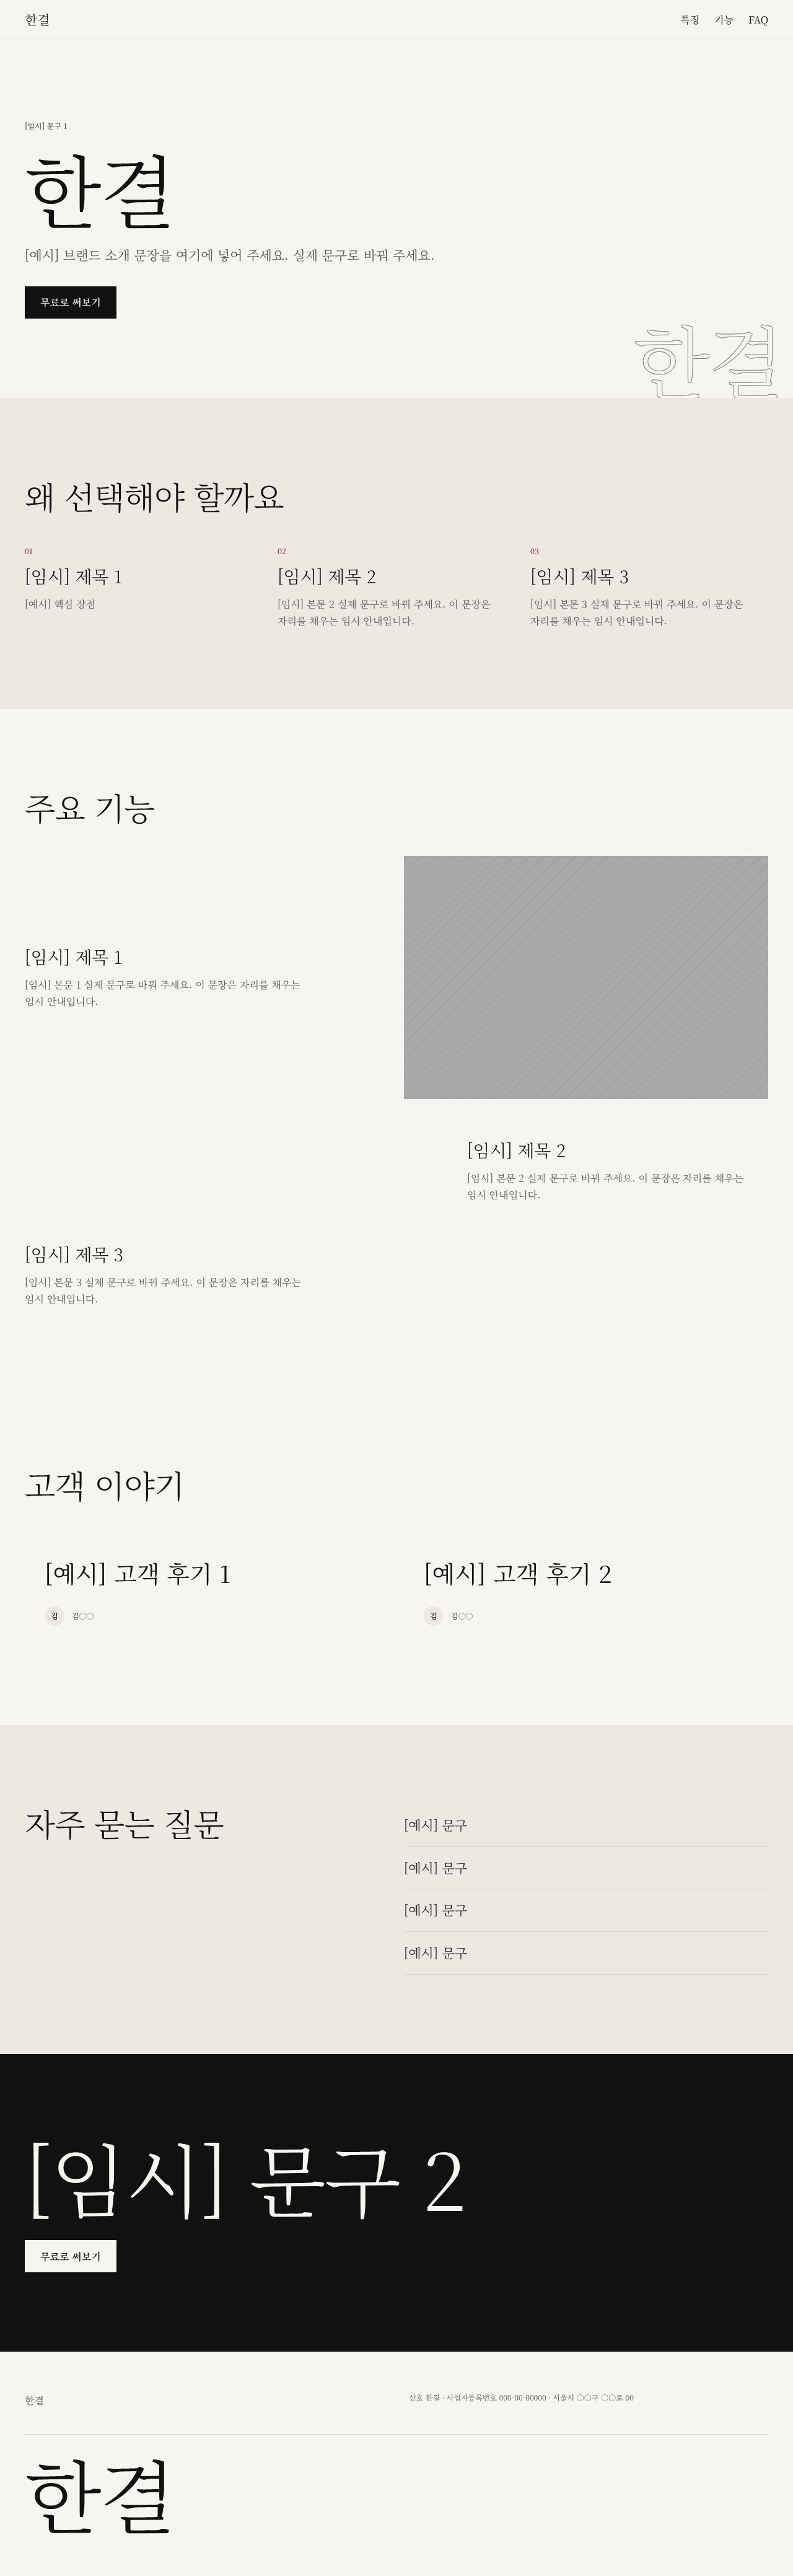 한결
특징 기능 FAQ
[임시] 문구 1
한결
[예시] 브랜드 소개 문장을 여기에 넣어 주세요. 실제 문구로 바꿔 주세요.
무료로 써보기
한결
왜 선택해야 할까요
01
[임시] 제목 1
[예시] 핵심 장점
02
[임시] 제목 2
[임시] 본문 2 실제 문구로 바꿔 주세요. 이 문장은
자리를 채우는 임시 안내입니다.
03
[임시] 제목 3
[임시] 본문 3 실제 문구로 바꿔 주세요. 이 문장은
자리를 채우는 임시 안내입니다.
주요 기능
[임시] 제목 1
[임시] 본문 1 실제 문구로 바꿔 주세요. 이 문장은 자리를 채우는
임시 안내입니다.
[임시] 제목 2
[임시] 본문 2 실제 문구로 바꿔 주세요. 이 문장은 자리를 채우는
임시 안내입니다.
[임시] 제목 3
[임시] 본문 3 실제 문구로 바꿔 주세요. 이 문장은 자리를 채우는
임시 안내입니다.
고객 이야기
[예시] 고객 후기 1
김 김○○
[예시] 고객 후기 2
김 김○○
자주 묻는 질문
[예시] 문구
[예시] 문구
[예시] 문구
[예시] 문구
[임시] 문구 2
무료로 써보기
한결
상호 한결 · 사업자등록번호 000-00-00000 · 서울시 ○○구 ○○로 00
한결